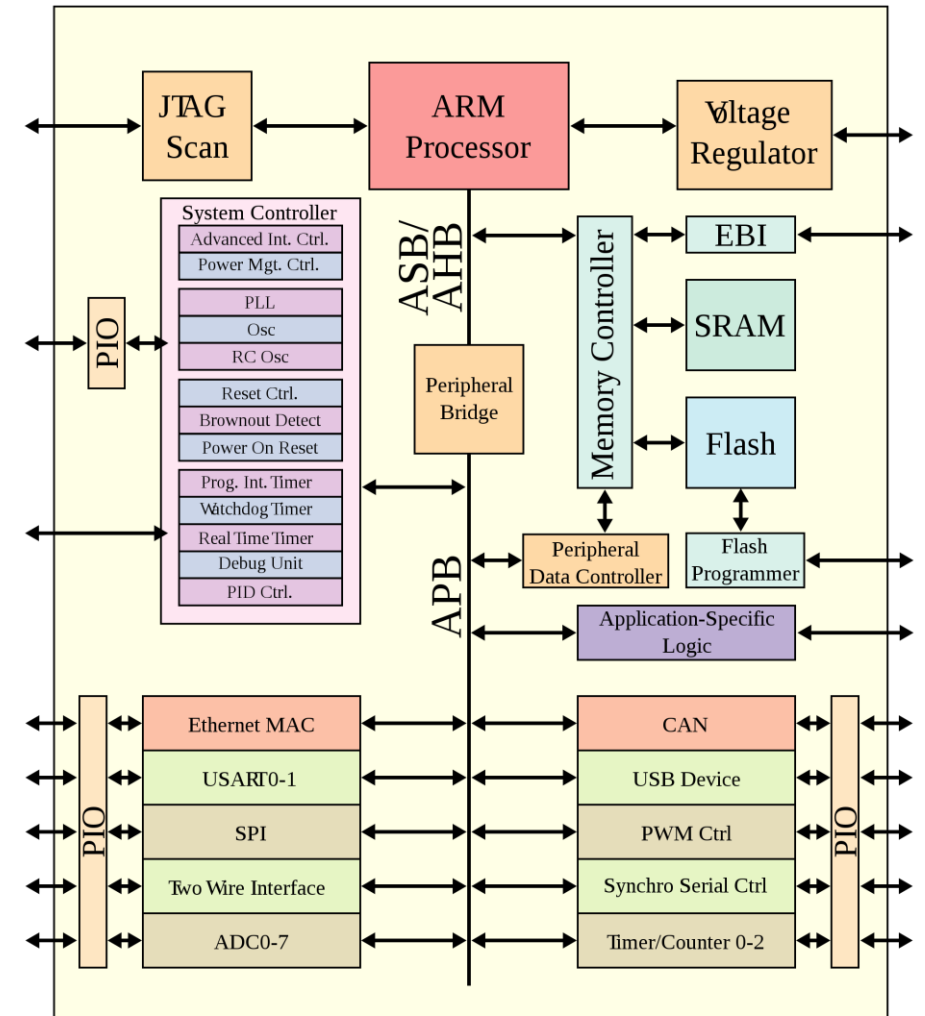 JTAG
Scan
ARM
Processor
Voltage
Regulator
System Controller
Advanced Int. Ctrl.
Power Mgt. Ctrl.
PLL
Osc
RC Osc
Reset Ctrl.
Brownout Detect
Power On Reset
Prog. Int. Timer
Watchdog Timer
Real Time Timer
Debug Unit
PID Ctrl.
PIO
ASB/
AHB
Peripheral
Bridge
APB
Memory Controller
EBI
SRAM
Flash
Peripheral
Data Controller
Flash
Programmer
Application-Specific
Logic
PIO
Ethernet MAC
USART0-1
SPI
Two Wire Interface
ADC0-7
CAN
USB Device
PWM Ctrl
Synchro Serial Ctrl
Timer/Counter 0-2
PIO